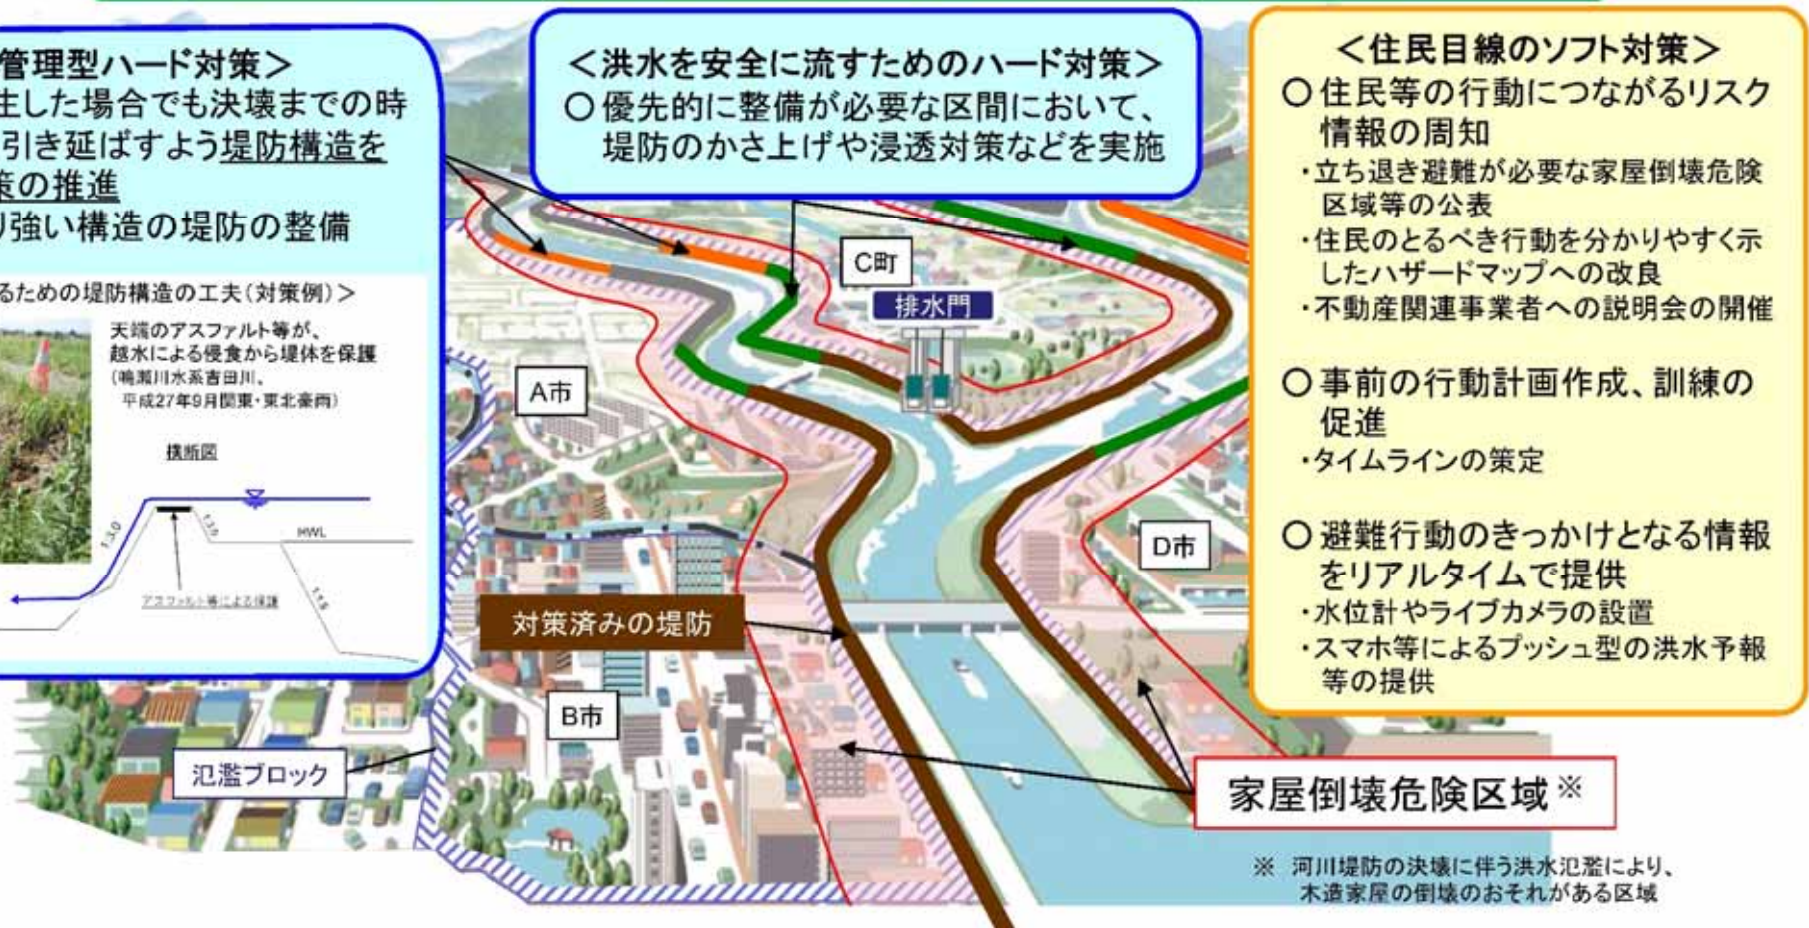 管理型ハード対策＞
生した場合でも決壊までの時
引き延ばすよう堤防構造を
策の推進
り強い構造の堤防の整備
るための堤防構造の工夫(対策例)＞
天端のアスファルト等が、
越水による侵食から堤体を保護
(鳴瀬川水系吉田川、
平成27年9月関東・東北豪雨)
横断図
1:3.0
1:3.0
HWL
アスファルト等による保護
＜洪水を安全に流すためのハード対策＞
○優先的に整備が必要な区間において、
堤防のかさ上げや浸透対策などを実施
＜住民目線のソフト対策＞
○住民等の行動につながるリスク
情報の周知
・立ち退き避難が必要な家屋倒壊危険
区域等の公表
・住民のとるべき行動を分かりやすく示
したハザードマップへの改良
・不動産関連事業者への説明会の開催
○事前の行動計画作成、訓練の
促進
・タイムラインの策定
○避難行動のきっかけとなる情報
をリアルタイムで提供
・水位計やライブカメラの設置
・スマホ等によるプッシュ型の洪水予報
等の提供
C町
排水門
A市
D市
対策済みの堤防
B市
氾濫ブロック
家屋倒壊危険区域※
※ 河川堤防の決壊に伴う洪水氾濫により、
木造家屋の倒壊のおそれがある区域